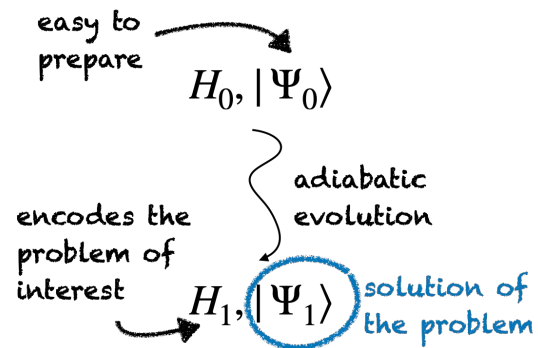 easy to
prepare
H₀, |Ψ₀⟩
adiabatic
evolution
encodes the
problem of
interest
H₁, |Ψ₁⟩
solution of
the problem